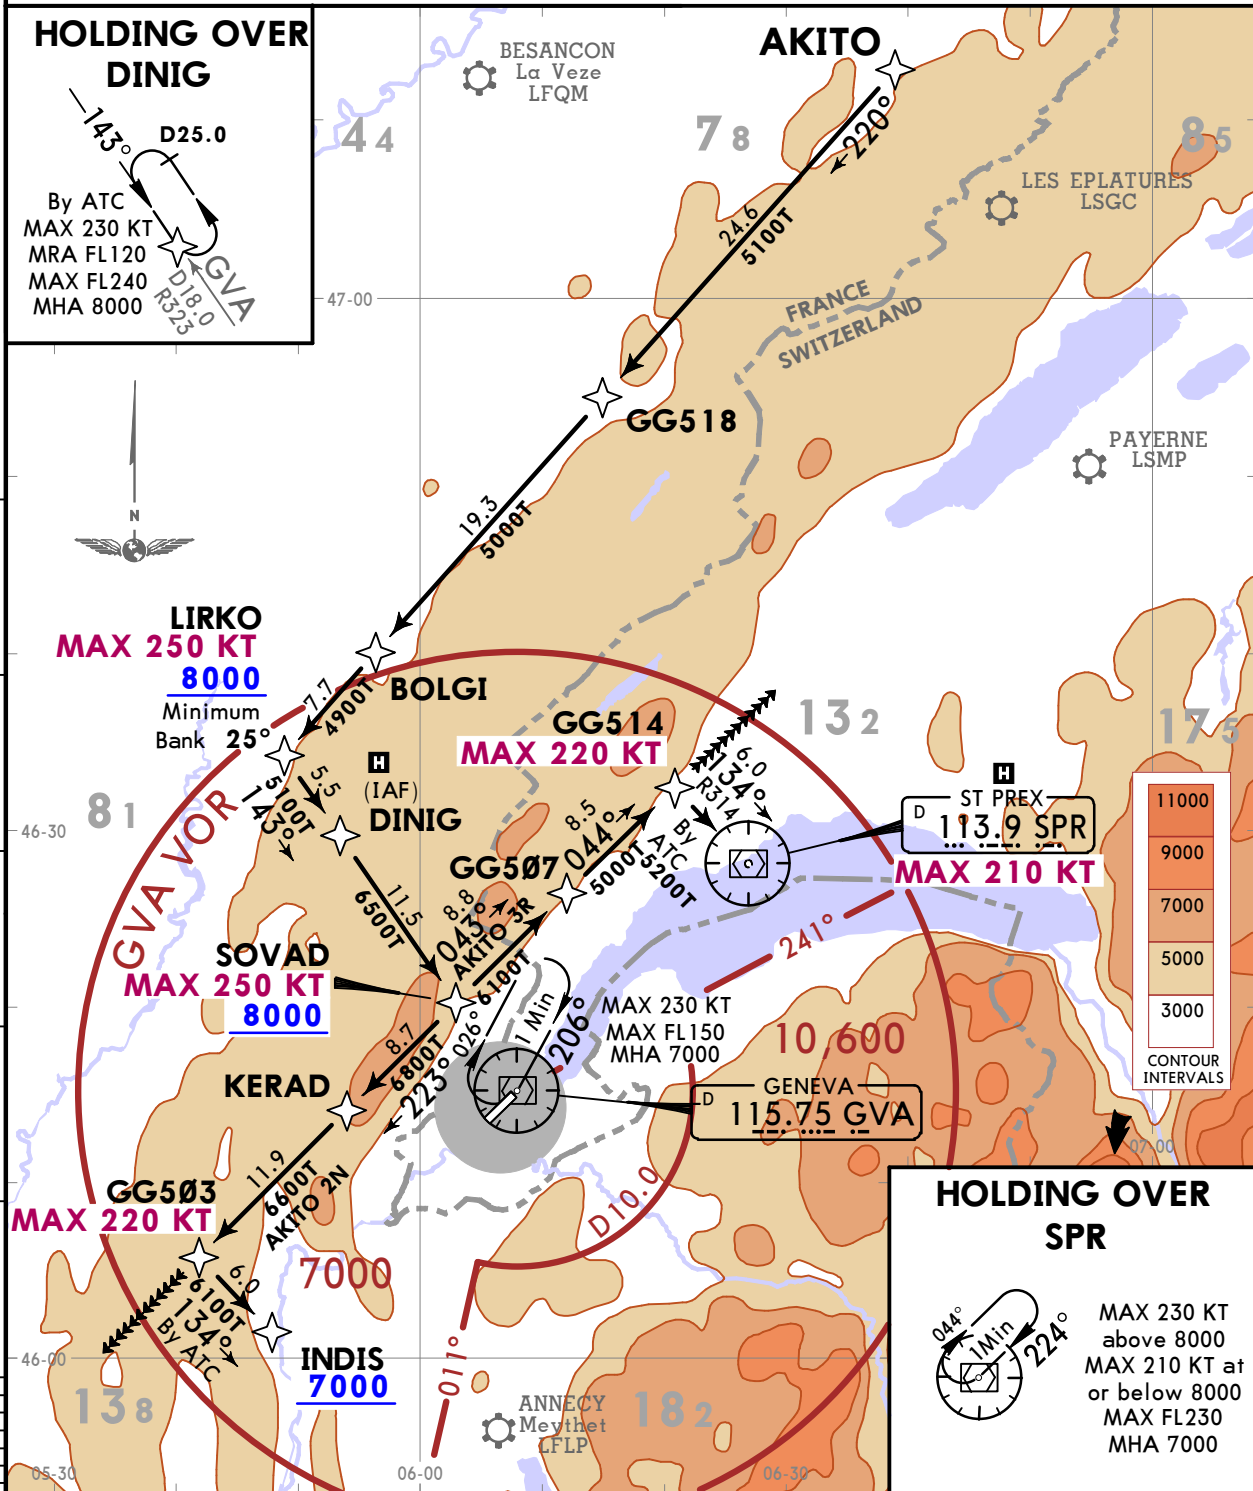 HOLDING OVER
DINIG
143°
D25.0
By ATC
MAX 230 KT
MRA FL120
MAX FL240
MHA 8000
GVA
D18.0
R323
BESANCON
La Veze
LFQM
AKITO
220°
44
78
85
LES EPLATURES
LSGC
24.6
5100T
47-00
FRANCE
SWITZERLAND
GG518
PAYERNE
LSMP
N
19.3
5000T
LIRKO
MAX 250 KT
8000
Minimum
Bank 25°
BOLGI
7.7
4900T
GG514
MAX 220 KT
132
175
H
(IAF)
DINIG
5.5
5100T
143°
81
46-30
GVA VOR
6.0
134°
R314
By
ATC
5200T
H
D
ST PREX
113.9 SPR
MAX 210 KT
8.5
044°
5000T
GG507
11.5
6500T
8.8
043°
AKITO 3R
6100T
241°
11000
9000
7000
5000
3000
CONTOUR
INTERVALS
SOVAD
MAX 250 KT
8000
026°
1 Min
206°
MAX 230 KT
MAX FL150
MHA 7000
10,600
8.7
6800T
223°
KERAD
D
GENEVA
115.75 GVA
07-00
11.9
6600T
AKITO 2N
GG503
MAX 220 KT
D10.0
7000
6.0
6100T
134°
By
ATC
INDIS
7000
46-00
138
011°
ANNECY
Meythet
LFLP
182
05-30
06-00
06-30
HOLDING OVER
SPR
044°
1Min
224°
MAX 230 KT
above 8000
MAX 210 KT at
or below 8000
MAX FL230
MHA 7000